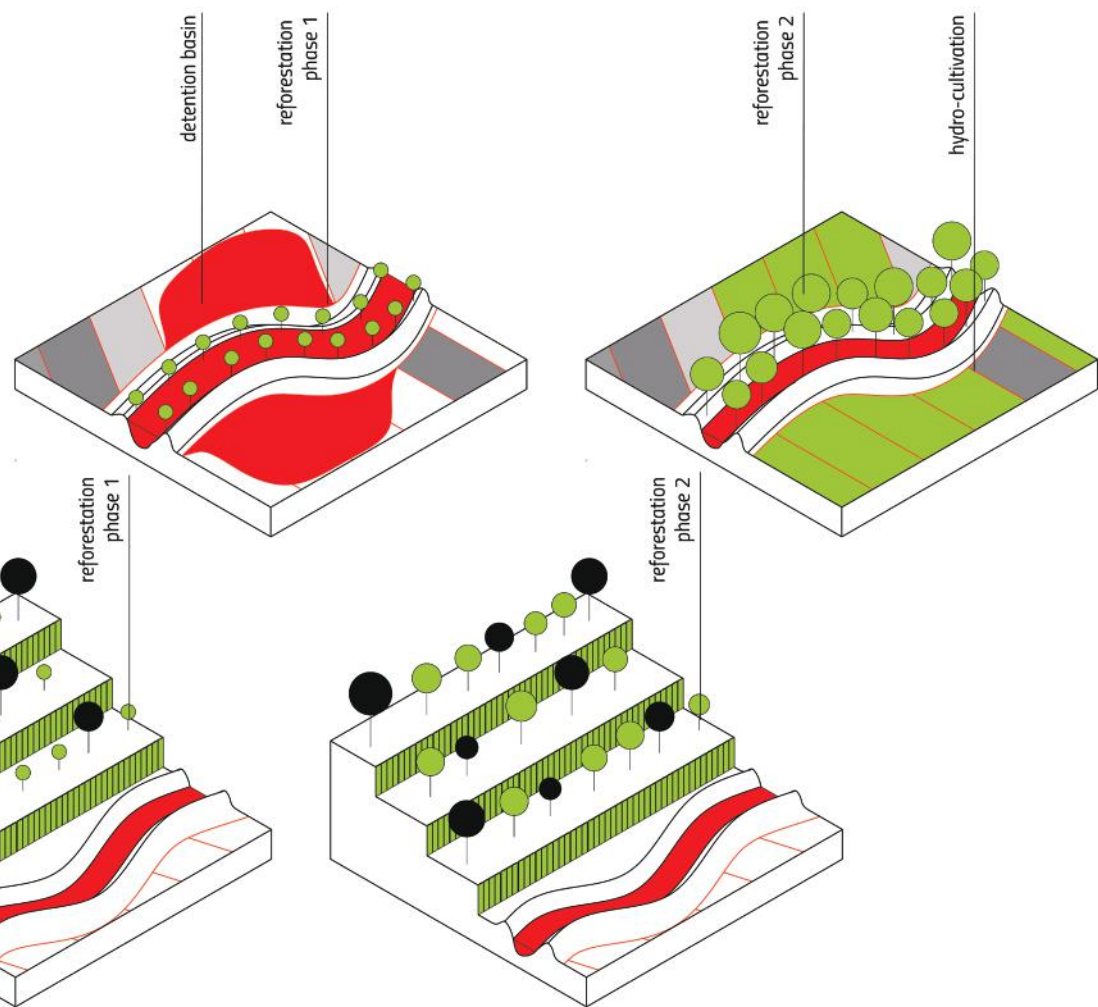 detention basin
reforestation
phase 1
reforestation
phase 2
hydro-cultivation
reforestation
phase 1
reforestation
phase 2